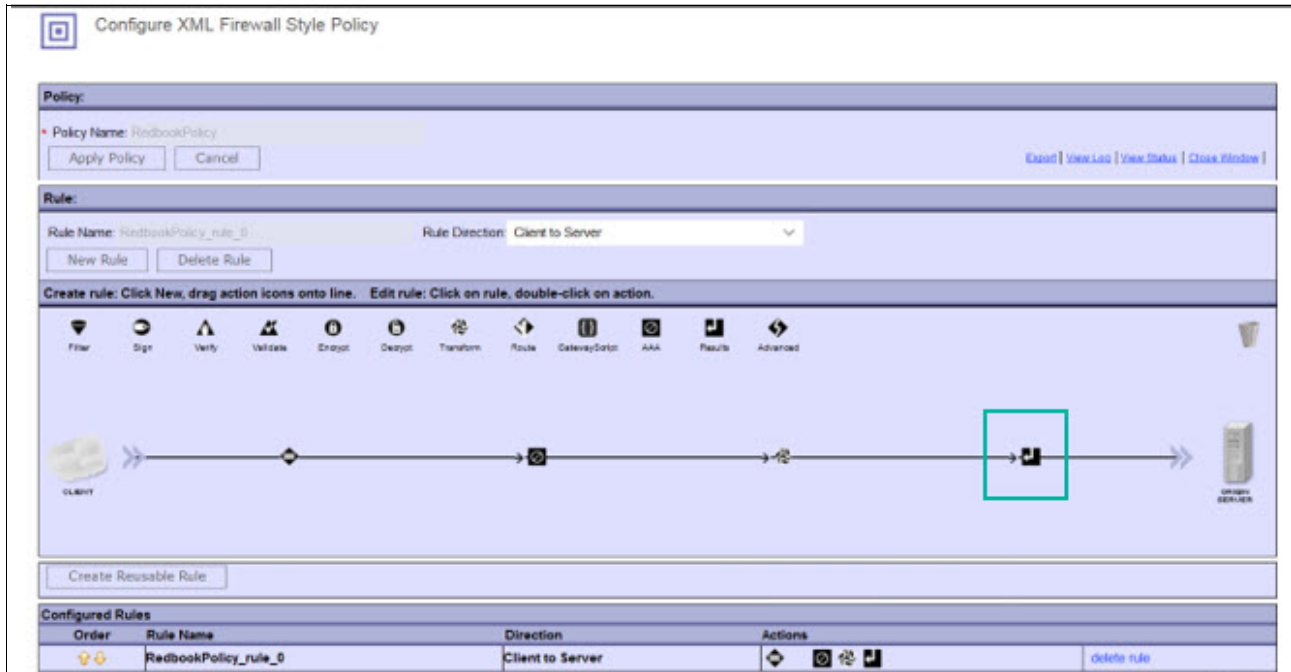 Configure XML Firewall Style Policy
Policy:
* Policy Name: RedbookPolicy
Apply Policy Cancel Export | View Log | View Status | Close Window |
Rule:
Rule Name: RedbookPolicy_rule_0 Rule Direction: Client to Server
New Rule Delete Rule
Create rule: Click New, drag action icons onto line. Edit rule: Click on rule, double-click on action.
Filter Sign Verify Validate Encrypt Decrypt Transform Route GatewayScript AAA Results Advanced
CLIENT
ORIGIN
SERVER
Create Reusable Rule
Configured Rules
Order Rule Name Direction Actions
RedbookPolicy_rule_0 Client to Server delete rule